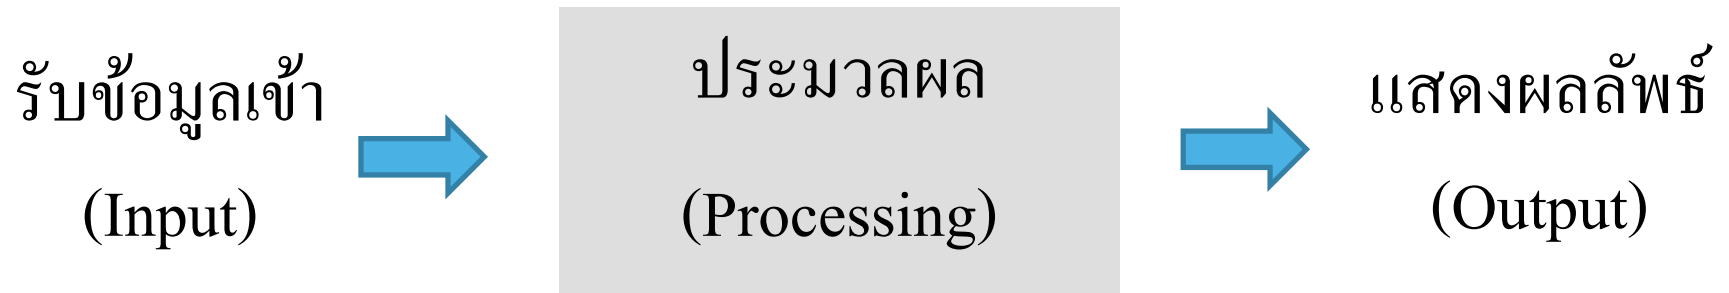 รับข้อมูลเข้า
(Input)
ประมวลผล
(Processing)
แสดงผลลัพธ์
(Output)